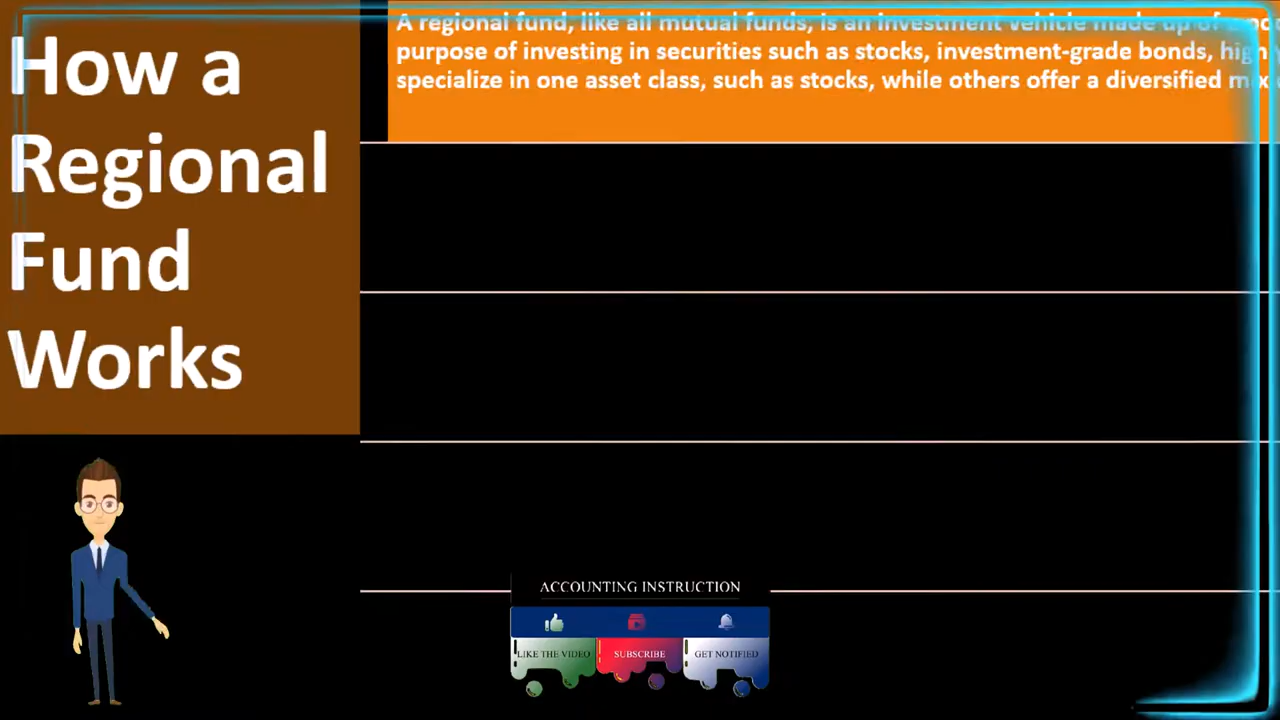 How a
Regional
Fund
Works
A regional fund, like all mutual funds, is an investment vehicle made up of
purpose of investing in securities such as stocks, investment-grade bonds, high
specialize in one asset class, such as stocks, while others offer a diversified mix
ACCOUNTING INSTRUCTION
LIKE THE VIDEO
SUBSCRIBE
GET NOTIFIED